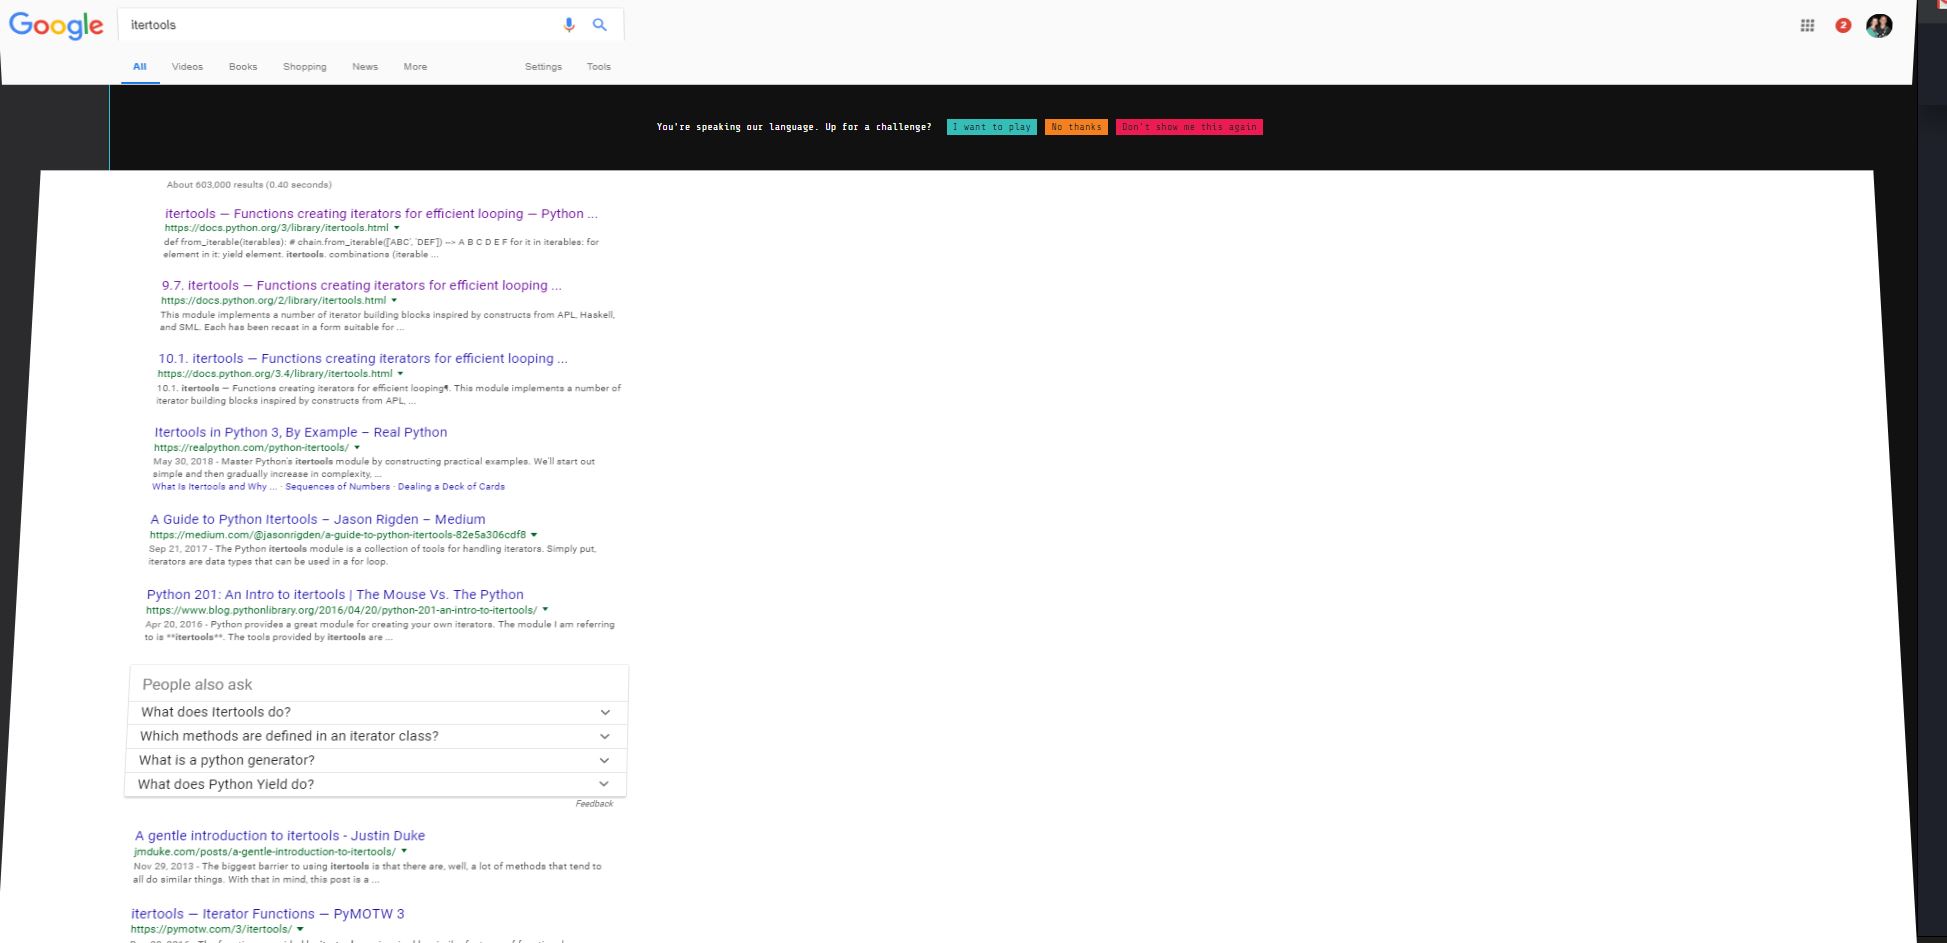 Google
itertools
2
All Videos Books Shopping News More Settings Tools
You're speaking our language. Up for a challenge? I want to play No thanks Don't show me this again
About 603,000 results (0.40 seconds)
itertools — Functions creating iterators for efficient looping — Python ...
https://docs.python.org/3/library/itertools.html
def from_iterable(iterables): # chain.from_iterable(['ABC', 'DEF']) --> A B C D E F for it in iterables: for
element in it: yield element. itertools. combinations (iterable ...
9.7. itertools — Functions creating iterators for efficient looping ...
https://docs.python.org/2/library/itertools.html
This module implements a number of iterator building blocks inspired by constructs from APL, Haskell,
and SML. Each has been recast in a form suitable for ...
10.1. itertools — Functions creating iterators for efficient looping ...
https://docs.python.org/3.4/library/itertools.html
10.1. itertools — Functions creating iterators for efficient looping¶. This module implements a number of
iterator building blocks inspired by constructs from APL, ...
Itertools in Python 3, By Example – Real Python
https://realpython.com/python-itertools/
May 30, 2018 - Master Python's itertools module by constructing practical examples. We'll start out
simple and then gradually increase in complexity, ...
What Is Itertools and Why ... · Sequences of Numbers · Dealing a Deck of Cards
A Guide to Python Itertools – Jason Rigden – Medium
https://medium.com/@jasonrigden/a-guide-to-python-itertools-82e5a306cdf8
Sep 21, 2017 - The Python itertools module is a collection of tools for handling iterators. Simply put,
iterators are data types that can be used in a for loop.
Python 201: An Intro to itertools | The Mouse Vs. The Python
https://www.blog.pythonlibrary.org/2016/04/20/python-201-an-intro-to-itertools/
Apr 20, 2016 - Python provides a great module for creating your own iterators. The module I am referring
to is **itertools**. The tools provided by itertools are ...
People also ask
What does Itertools do?
Which methods are defined in an iterator class?
What is a python generator?
What does Python Yield do?
Feedback
A gentle introduction to itertools - Justin Duke
jmduke.com/posts/a-gentle-introduction-to-itertools/
Nov 29, 2013 - The biggest barrier to using itertools is that there are, well, a lot of methods that tend to
all do similar things. With that in mind, this post is a ...
itertools — Iterator Functions — PyMOTW 3
https://pymotw.com/3/itertools/